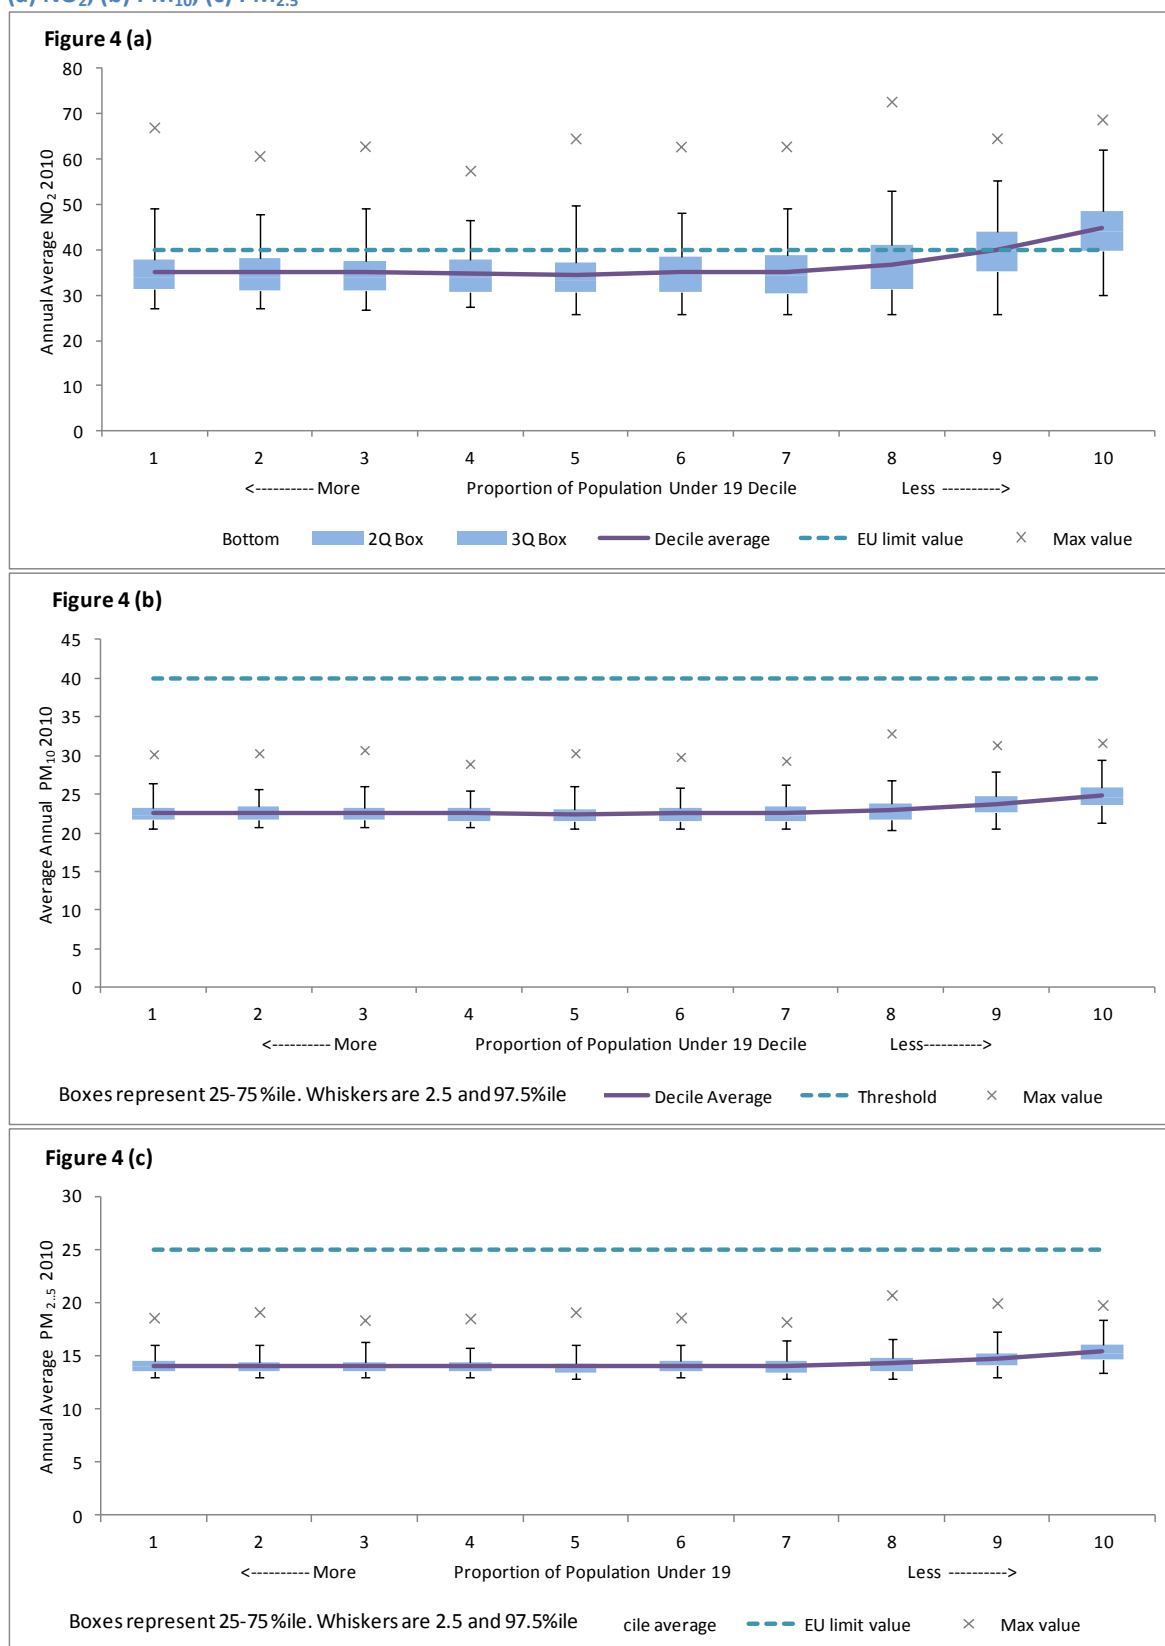 (a) NO₂, (b) PM₁₀, (c) PM₂.₅
Figure 4 (a)
80
70
60
50
40
30
20
10
0
Annual Average NO₂ 2010
1 2 3 4 5 6 7 8 9 10
<---------- More Proportion of Population Under 19 Decile Less ---------->
Bottom 2Q Box 3Q Box Decile average EU limit value Max value
Figure 4 (b)
45
40
35
30
25
20
15
10
5
0
Average Annual PM₁₀ 2010
1 2 3 4 5 6 7 8 9 10
<---------- More Proportion of Population Under 19 Decile Less---------->
Boxes represent 25-75 %ile. Whiskers are 2.5 and 97.5%ile Decile Average Threshold Max value
Figure 4 (c)
30
25
20
15
10
5
0
Annual Average PM₂..₅ 2010
1 2 3 4 5 6 7 8 9 10
<---------- More Proportion of Population Under 19 Less ---------->
Boxes represent 25-75 %ile. Whiskers are 2.5 and 97.5%ile cile average EU limit value Max value